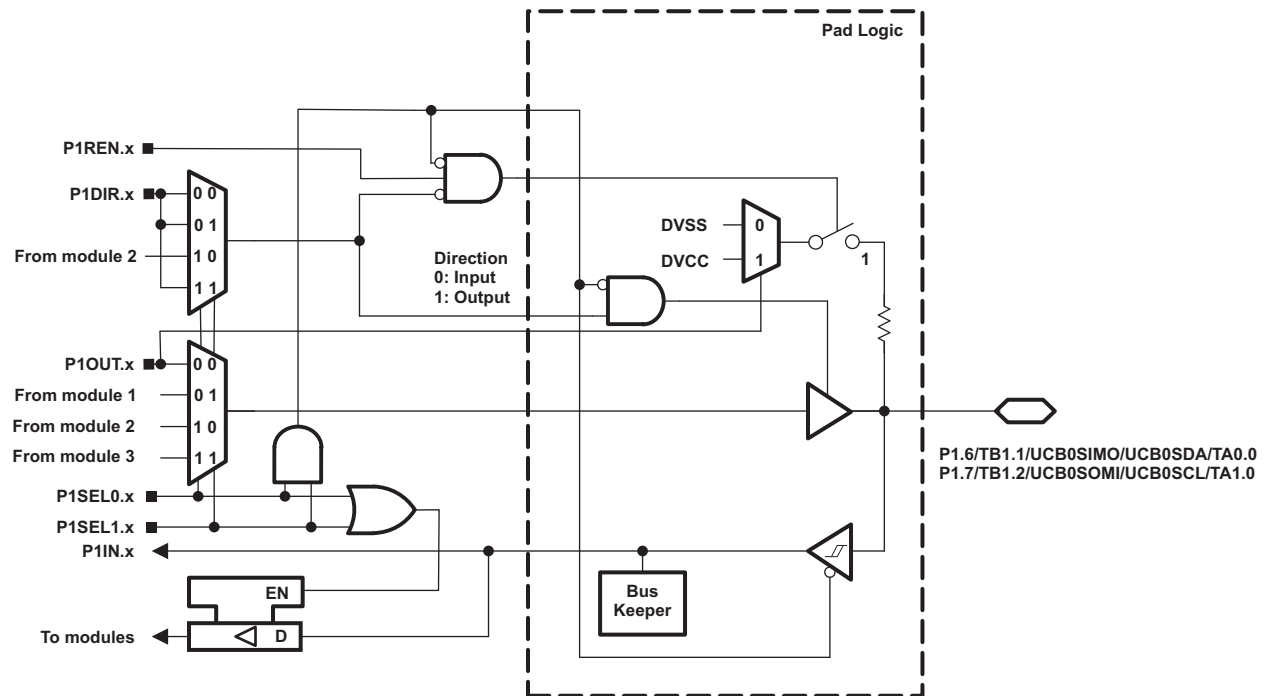 Pad Logic
P1REN.x
P1DIR.x
0 0
0 1
From module 2
1 0
1 1
Direction
0: Input
1: Output
DVSS
0
DVCC
1
1
P1OUT.x
0 0
From module 1
0 1
From module 2
1 0
From module 3
1 1
P1.6/TB1.1/UCB0SIMO/UCB0SDA/TA0.0
P1.7/TB1.2/UCB0SOMI/UCB0SCL/TA1.0
P1SEL0.x
P1SEL1.x
P1IN.x
Bus
Keeper
EN
To modules
D